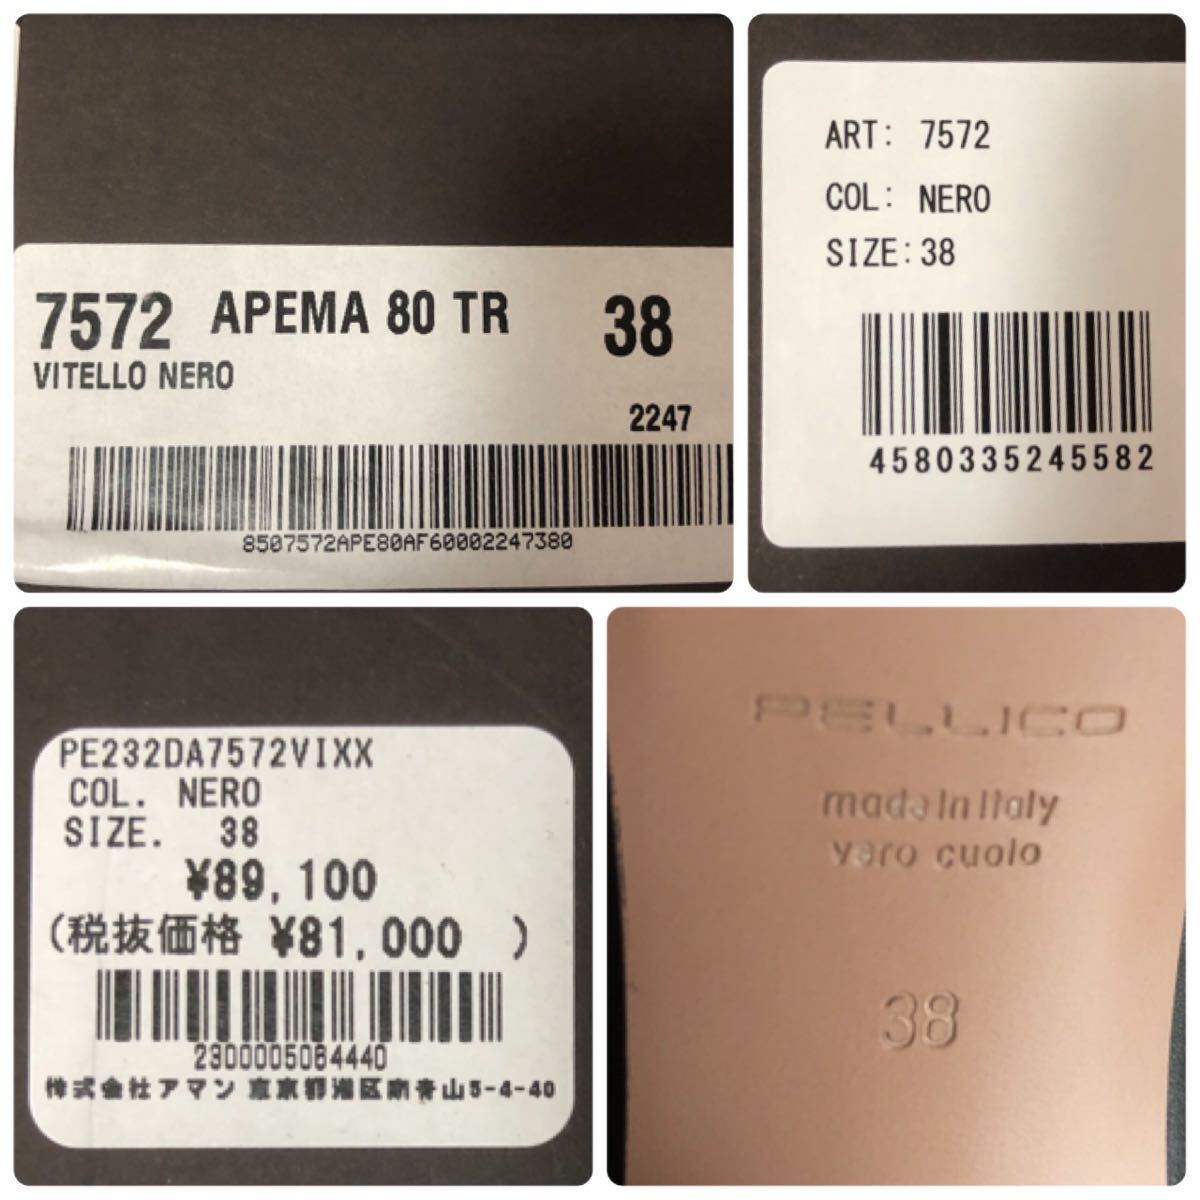 7572 APEMA 80 TR 38
VITELLO NERO
2247
8507572APE80AF60002247380
ART: 7572
COL: NERO
SIZE:38
4580335245582
PE232DA7572VIXX
COL. NERO
SIZE. 38
¥89,100
(税抜価格 ¥81,000 )
2300005084440
株式会社アマン 東京都港区南青山5-4-40
PELLICO
made in italy
vero cuoio
38